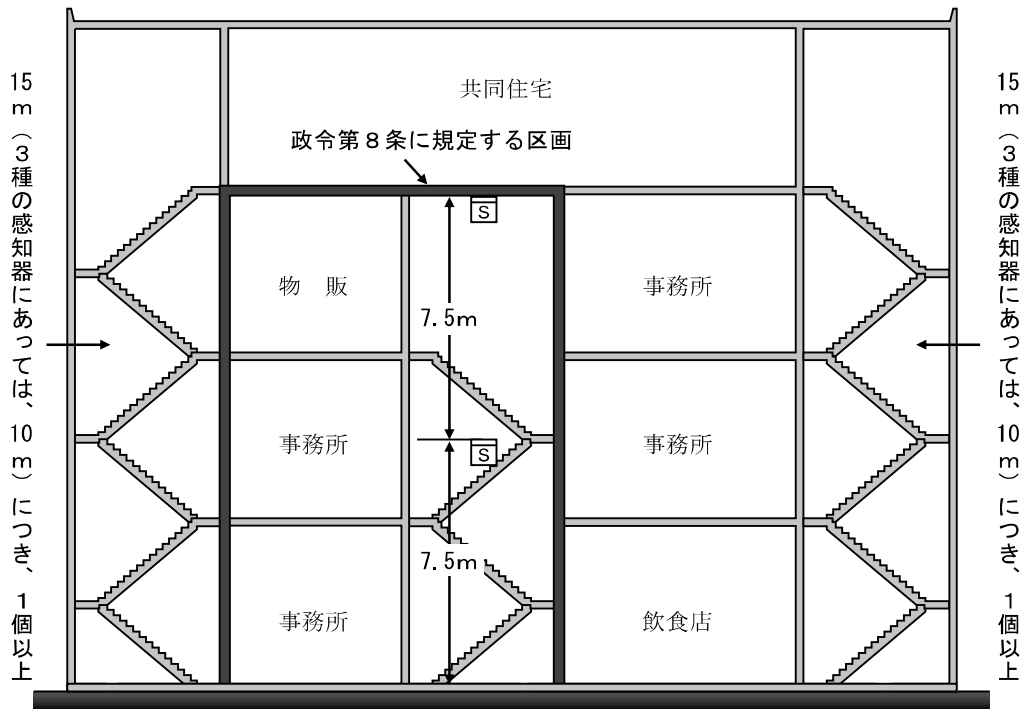 共同住宅
政令第８条に規定する区画
S
物　販
事務所
7.5m
事務所
事務所
S
7.5m
事務所
飲食店
15m（３種の感知器にあっては、10m）につき、１個以上
15m（３種の感知器にあっては、10m）につき、１個以上